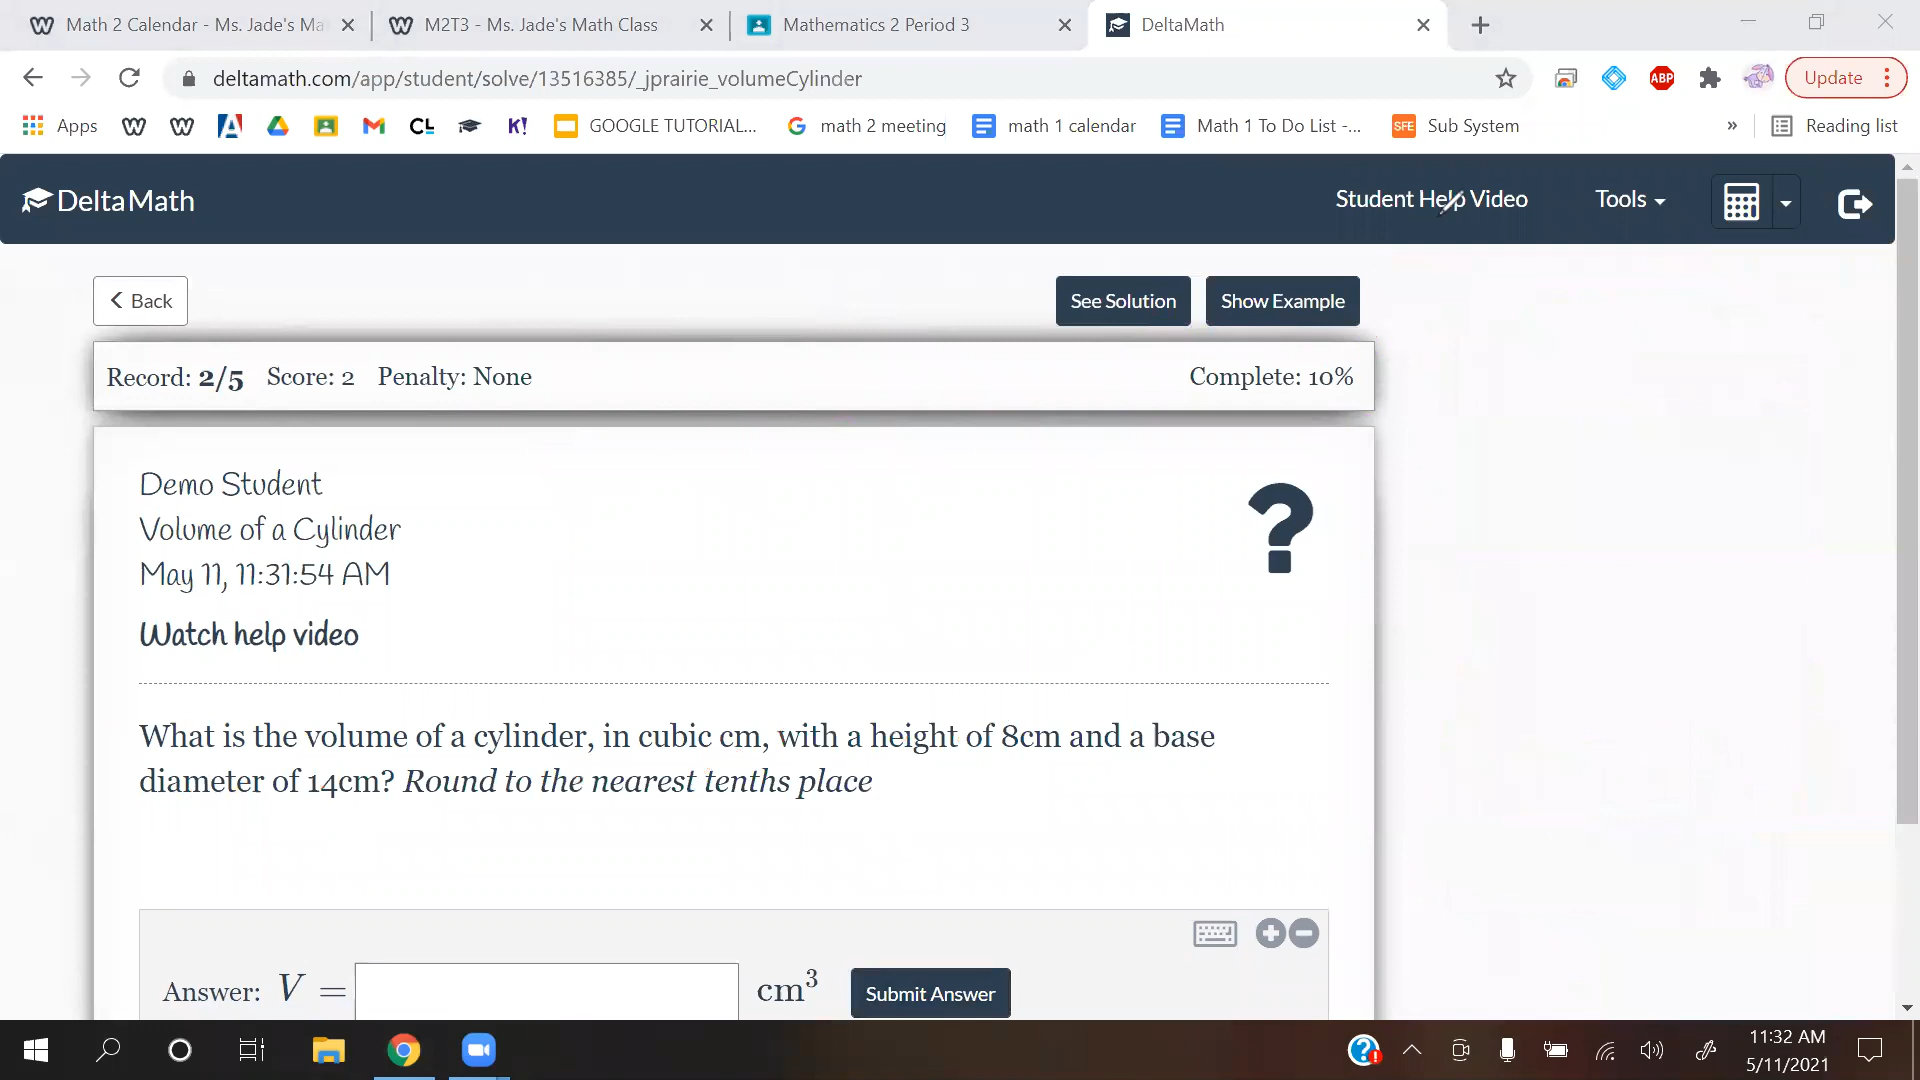 Math 2 Calendar - Ms. Jade's Ma
M2T3 - Ms. Jade's Math Class
Mathematics 2 Period 3
DeltaMath
deltamath.com/app/student/solve/13516385/_jprairie_volumeCylinder
ABP
Update
Apps
CL
K!
GOOGLE TUTORIAL...
math 2 meeting
math 1 calendar
Math 1 To Do List -...
SFE
Sub System
»
Reading list
DeltaMath
Student Help Video
Tools
Back
See Solution
Show Example
Record: 2/5 Score: 2 Penalty: None
Complete: 10%
Demo Student
Volume of a Cylinder
May 11, 11:31:54 AM
?
Watch help video
What is the volume of a cylinder, in cubic cm, with a height of 8cm and a base
diameter of 14cm? Round to the nearest tenths place
Answer: V = cm³
Submit Answer
11:32 AM
5/11/2021